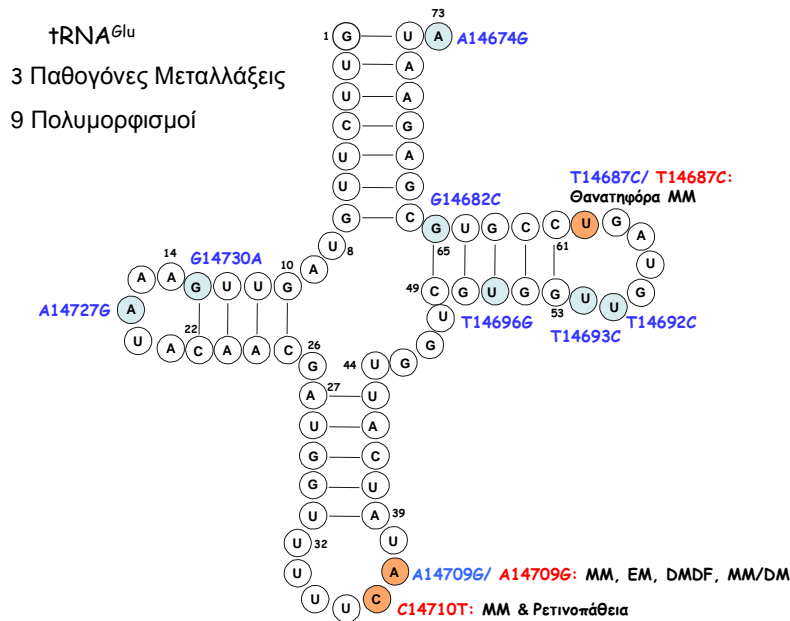 73
tRNAGlu
1 G U A A14674G
3 Παθογόνες Μεταλλάξεις
U A
U A
9 Πολυμορφισμοί
C G
U A
U G
T14687C/ T14687C:
Θανατηφόρα ΜΜ
G14682C
G C G U G C C U G
8 65 61
U A
14 G14730A 10
A A G U U G A U
A14727G A
49 C G U G G U U G
53
T14696G T14693C T14692C
U
22
U A C A A C 26
G
G
G 44 U
27
A U
U A
G C
G U
U A 39
32
U U
U A A14709G/ A14709G: MM, EM, DMDF, MM/DM
U U C C14710T: MM & Ρετινοπάθεια